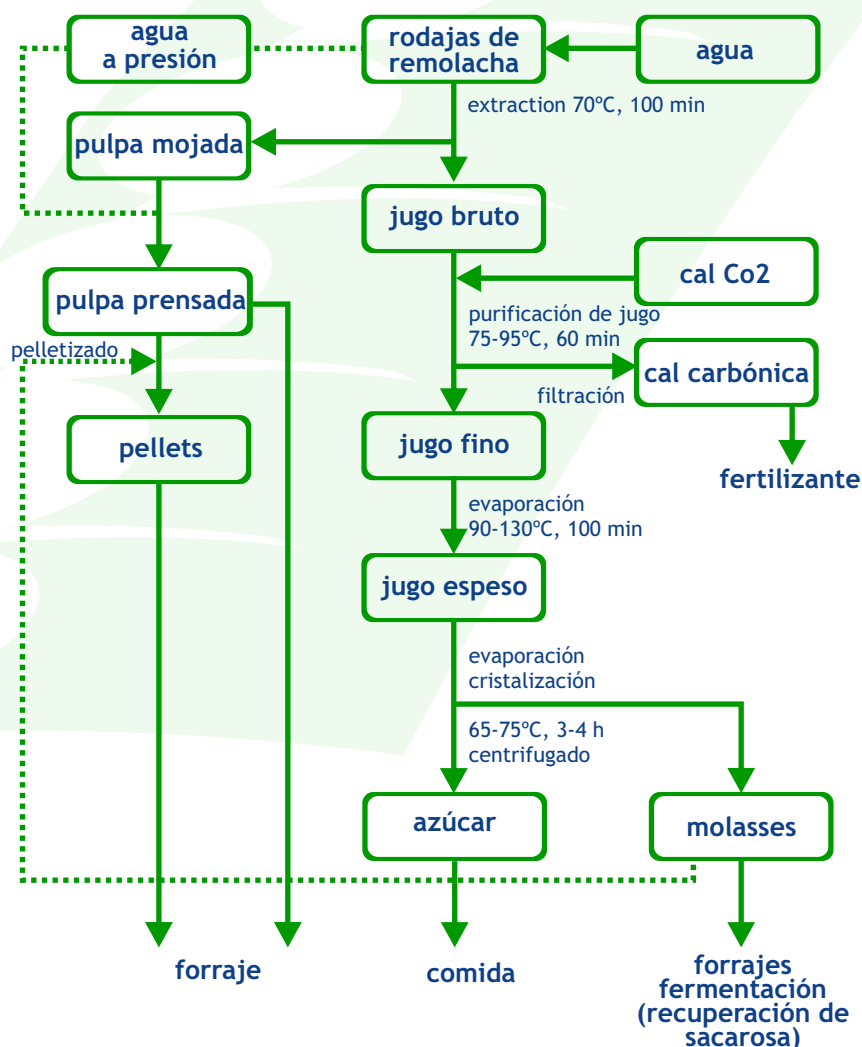 agua
a presión
rodajas de
remolacha
agua
extraction 70ºC, 100 min
pulpa mojada
jugo bruto
cal Co2
pulpa prensada
purificación de jugo
75-95ºC, 60 min
pelletizado
cal carbónica
filtración
pellets
jugo fino
fertilizante
evaporación
90-130ºC, 100 min
jugo espeso
evaporación
cristalización
65-75ºC, 3-4 h
centrifugado
azúcar
molasses
forraje
comida
forrajes
fermentación
(recuperación de
sacarosa)